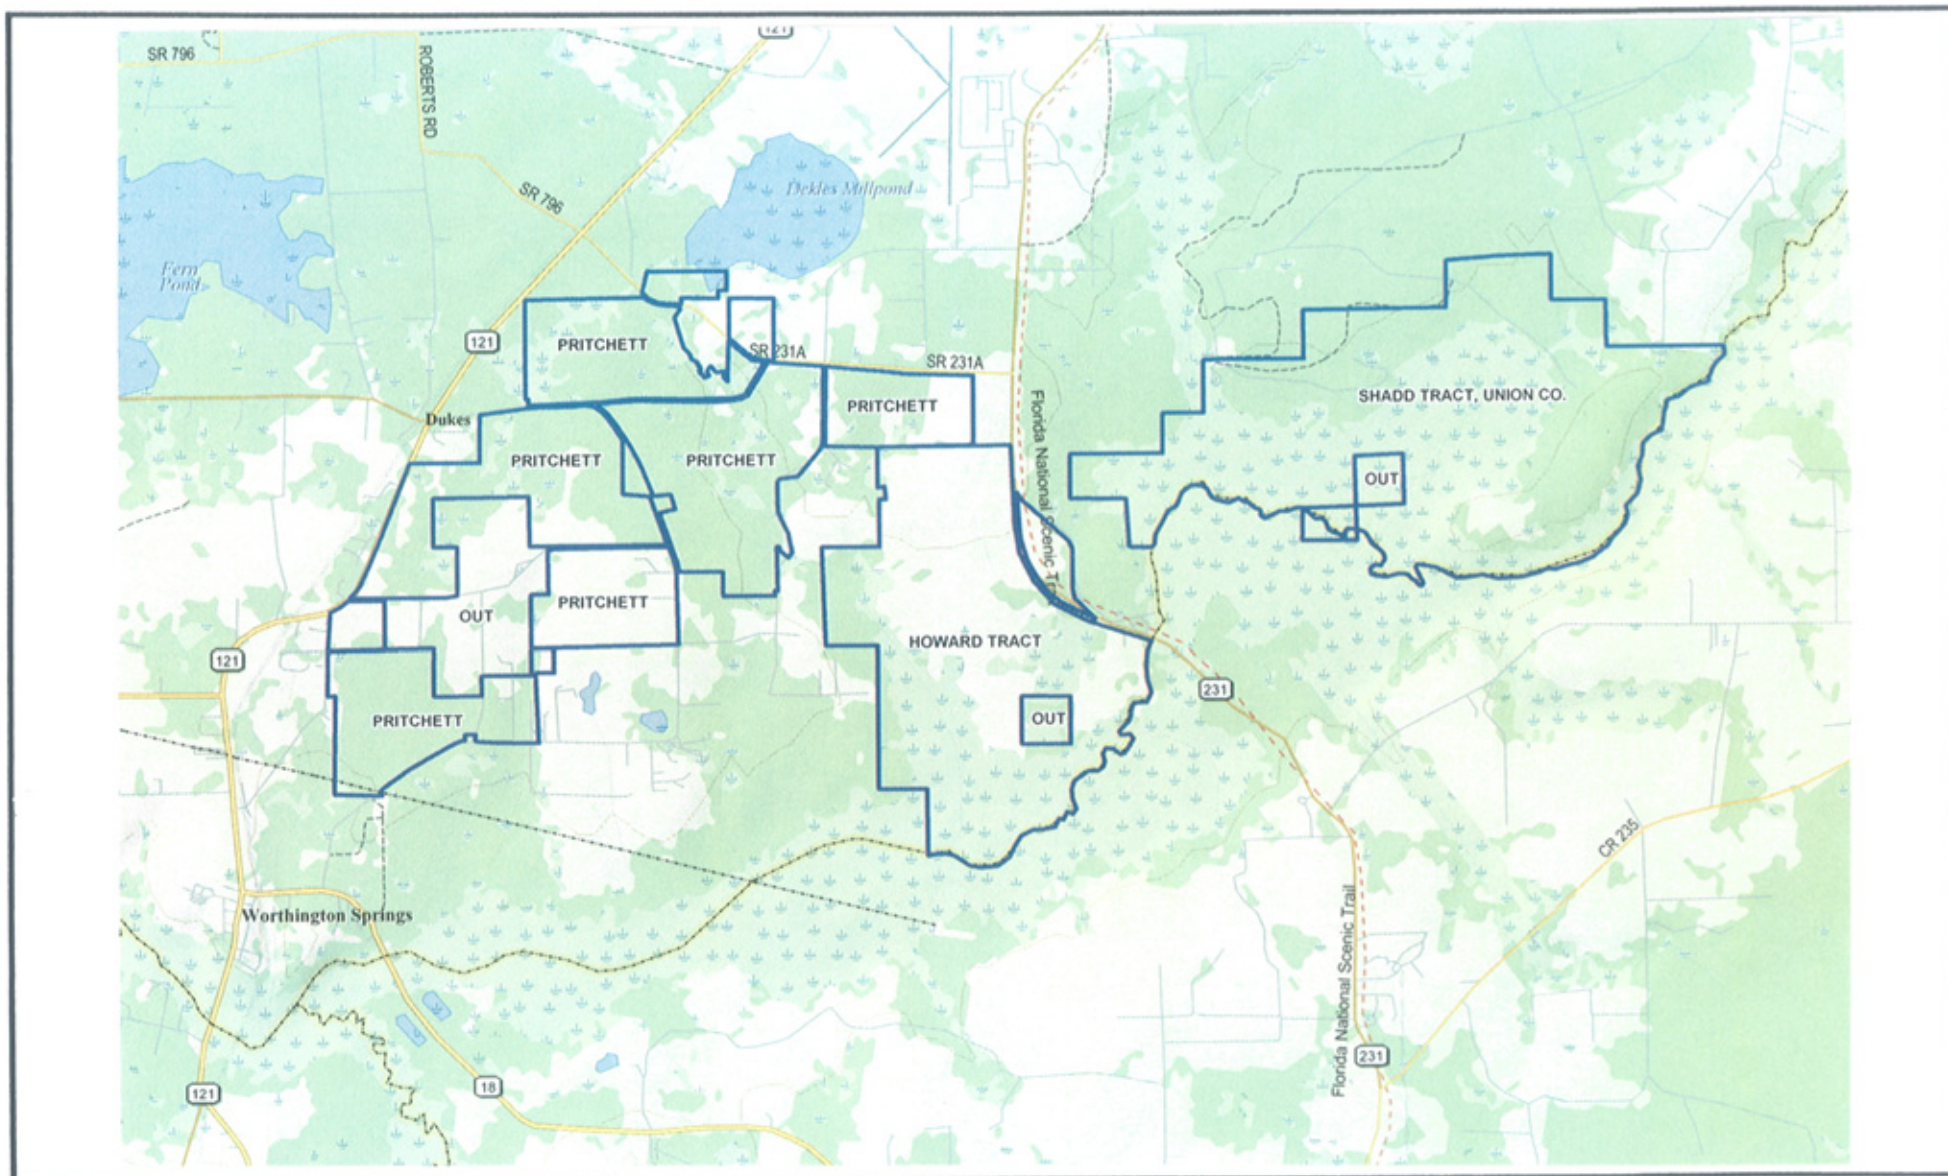 121
SR 796
ROBERTS RD
SR 796
Dekles Millpond
Fern
Pond
121
PRITCHETT
SR 231A
SR 231A
PRITCHETT
SHADD TRACT, UNION CO.
Florida National Scenic Trail
Dukes
PRITCHETT
PRITCHETT
OUT
PRITCHETT
OUT
HOWARD TRACT
121
231
PRITCHETT
OUT
CR 235
Worthington Springs
Florida National Scenic Trail
231
18
121